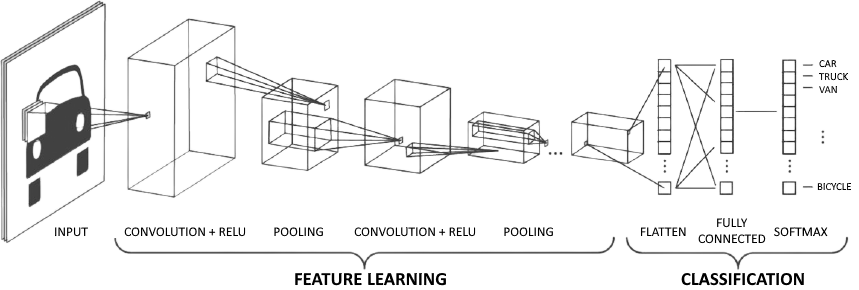 CAR
TRUCK
VAN
BICYCLE
INPUT
CONVOLUTION + RELU
POOLING
CONVOLUTION + RELU
POOLING
FLATTEN
FULLY
CONNECTED
SOFTMAX
FEATURE LEARNING
CLASSIFICATION